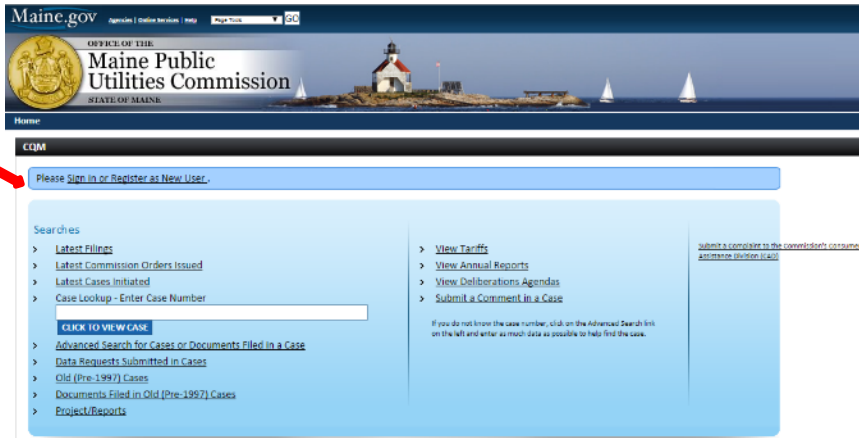 Maine.gov Agencies | Online Services | Help Page Tools GO
OFFICE OF THE
Maine Public
Utilities Commission
STATE OF MAINE
Home
CQM
Please Sign In or Register as New User .
Searches
> Latest Filings
> Latest Commission Orders Issued
> Latest Cases Initiated
> Case Lookup - Enter Case Number
CLICK TO VIEW CASE
> Advanced Search for Cases or Documents Filed in a Case
> Data Requests Submitted in Cases
> Old (Pre-1997) Cases
> Documents Filed in Old (Pre-1997) Cases
> Project/Reports
> View Tariffs
> View Annual Reports
> View Deliberations Agendas
> Submit a Comment in a Case
If you do not know the case number, click on the Advanced Search link
on the left and enter as much data as possible to help find the case.
Submit a complaint to the commission's consume
Assistance Division (CAD)